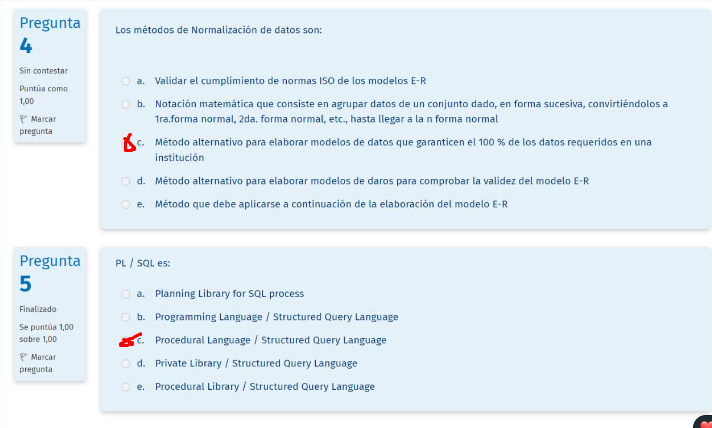 Pregunta
4
Sin contestar
Puntúa como
1,00
Marcar
pregunta
Los métodos de Normalización de datos son:
a. Validar el cumplimiento de normas ISO de los modelos E-R
b. Notación matemática que consiste en agrupar datos de un conjunto dado, en forma sucesiva, convirtiéndolos a
1ra.forma normal, 2da. forma normal, etc., hasta llegar a la n forma normal
c. Método alternativo para elaborar modelos de datos que garanticen el 100 % de los datos requeridos en una
institución
d. Método alternativo para elaborar modelos de daros para comprobar la validez del modelo E-R
e. Método que debe aplicarse a continuación de la elaboración del modelo E-R
Pregunta
5
Finalizado
Se puntúa 1,00
sobre 1,00
Marcar
pregunta
PL / SQL es:
a. Planning Library for SQL process
b. Programming Language / Structured Query Language
c. Procedural Language / Structured Query Language
d. Private Library / Structured Query Language
e. Procedural Library / Structured Query Language